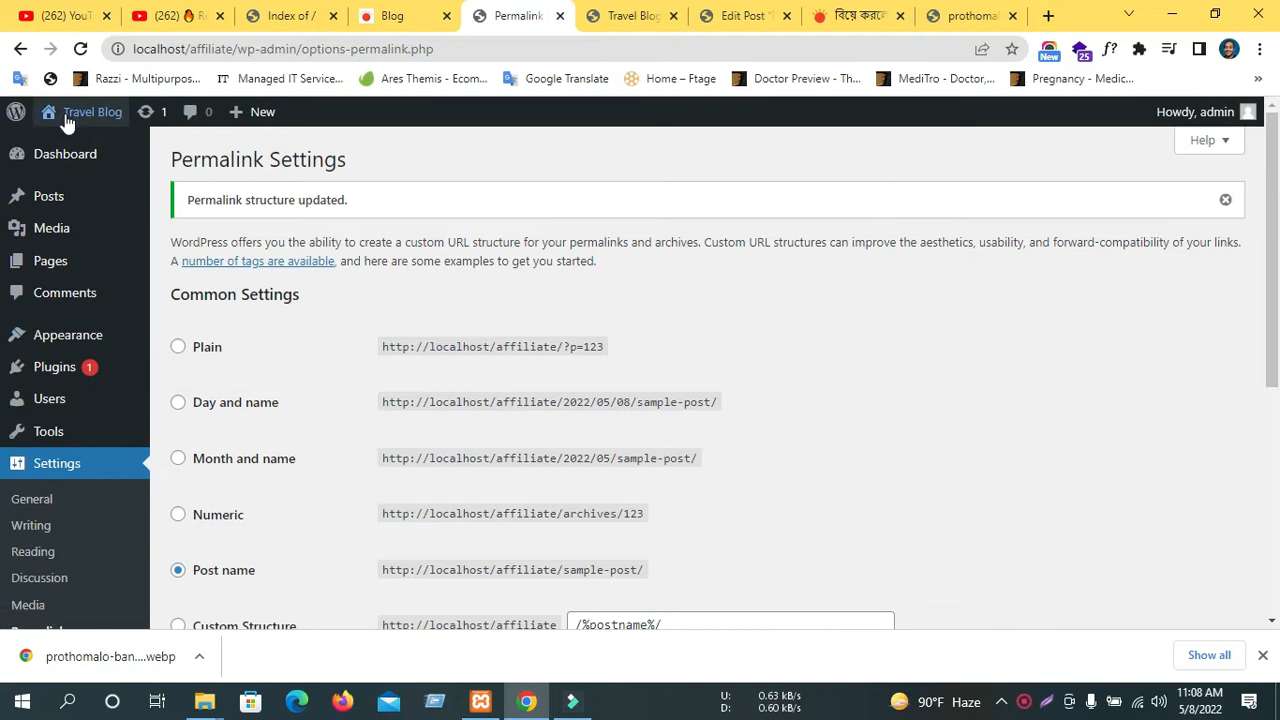 (262) YouT
(262) 🔥 R
Index of /
Blog
Permalink
Travel Blog
Edit Post "
বিয়ে করলে
prothomal
localhost/affiliate/wp-admin/options-permalink.php
Razzi - Multipurpos...
IT Managed IT Service...
Ares Themis - Ecom...
Google Translate
Home – Ftage
Doctor Preview - Th...
MediTro - Doctor,...
Pregnancy - Medic...
»
New
25
f?
Travel Blog
1
0
New
Howdy, admin
Help
Dashboard
Posts
Media
Pages
Comments
Appearance
Plugins 1
Users
Tools
Settings
General
Writing
Reading
Discussion
Media
Permalink Settings
Permalink structure updated.
WordPress offers you the ability to create a custom URL structure for your permalinks and archives. Custom URL structures can improve the aesthetics, usability, and forward-compatibility of your links.
A number of tags are available, and here are some examples to get you started.
Common Settings
Plain http://localhost/affiliate/?p=123
Day and name http://localhost/affiliate/2022/05/08/sample-post/
Month and name http://localhost/affiliate/2022/05/sample-post/
Numeric http://localhost/affiliate/archives/123
Post name http://localhost/affiliate/sample-post/
Custom Structure http://localhost/affiliate /%postname%/
prothomalo-ban....webp
Show all
U: 0.63 kB/s
D: 0.60 kB/s
90°F Haze
11:08 AM
5/8/2022